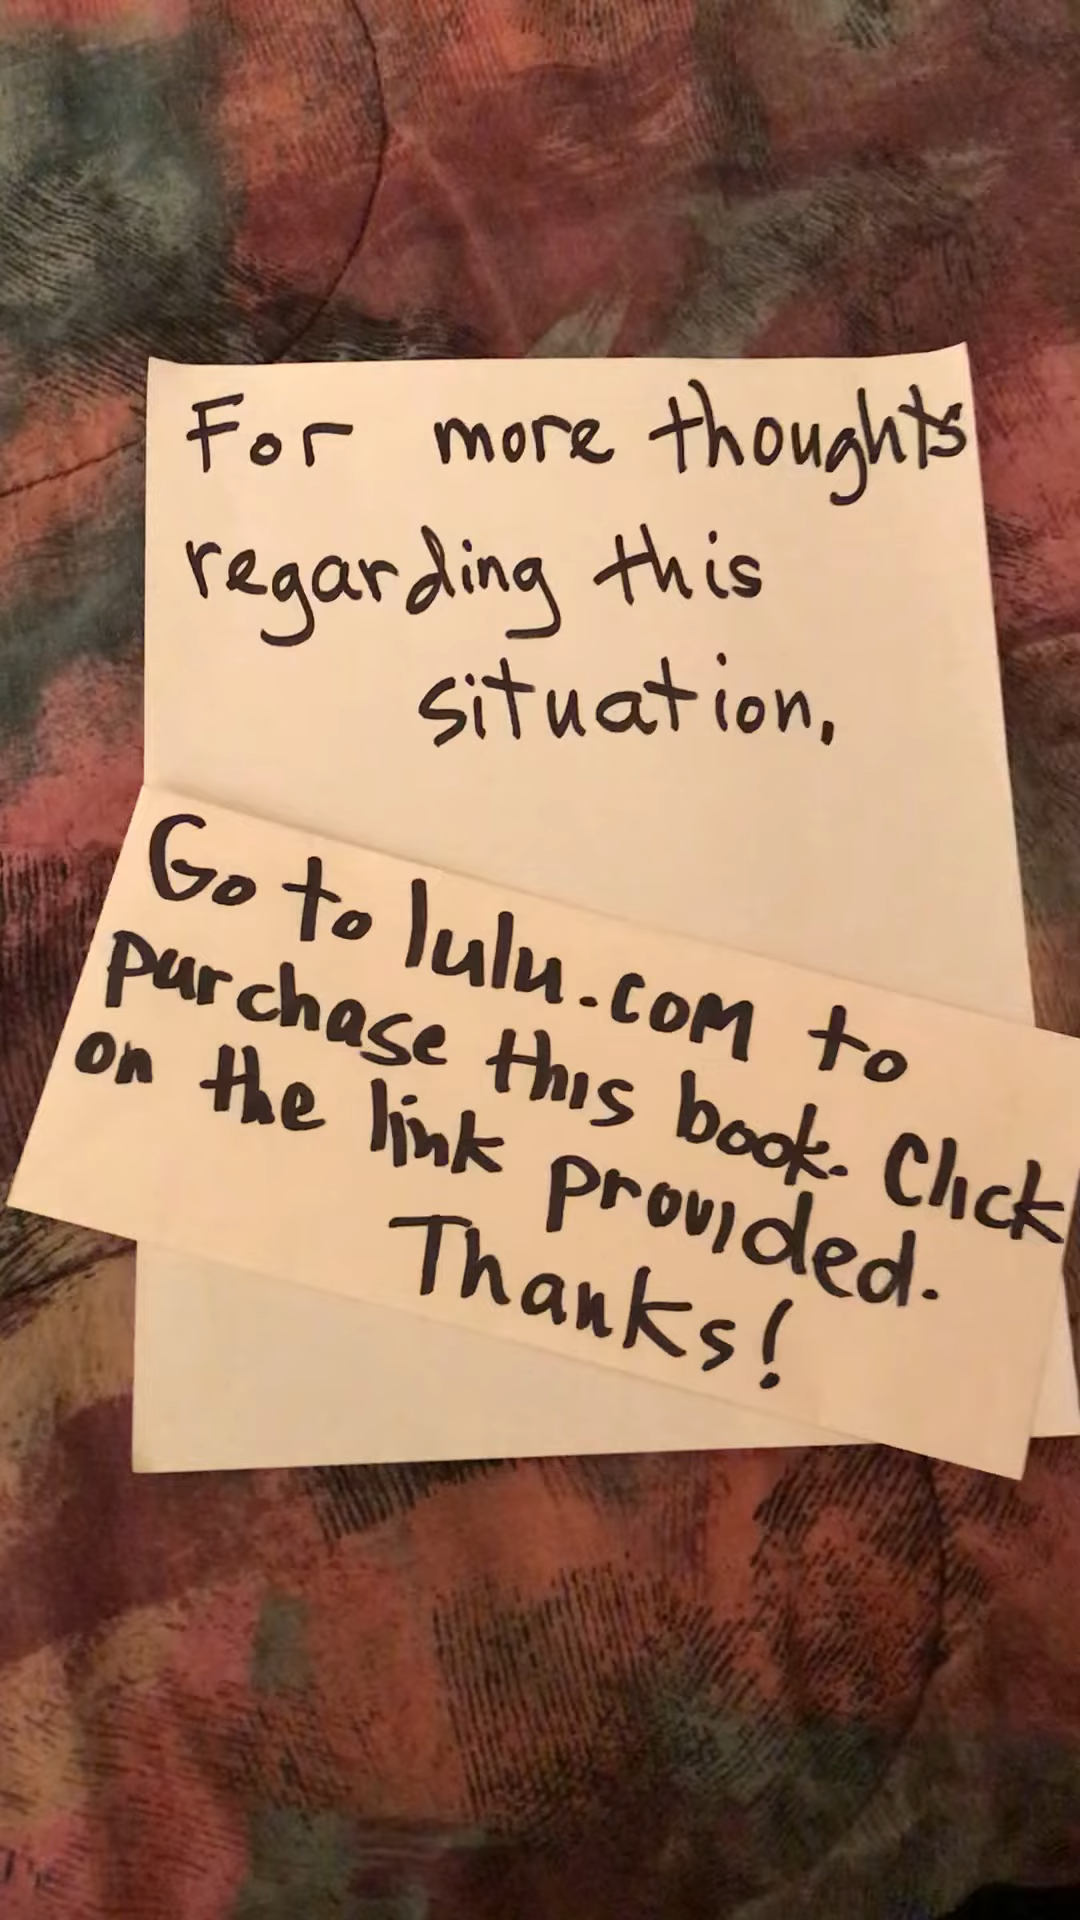 For more thoughts
regarding this
situation,
Go to lulu.com to
purchase this book. Click
on the link provided.
Thanks!